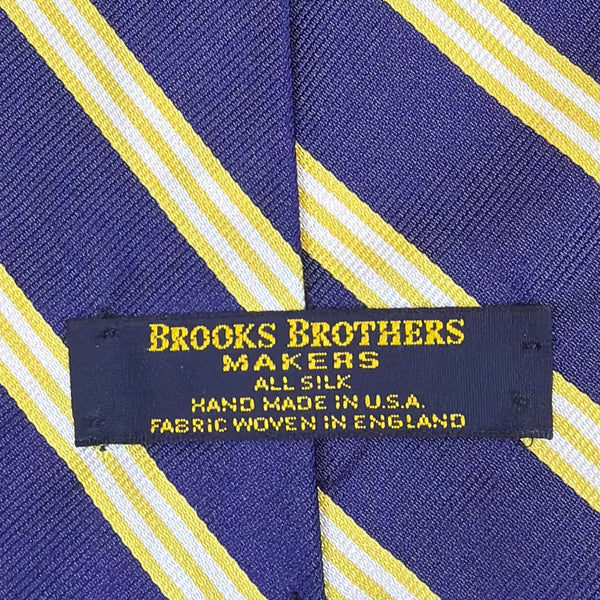 BROOKS BROTHERS
MAKERS
ALL SILK
HAND MADE IN U.S.A.
FABRIC WOVEN IN ENGLAND